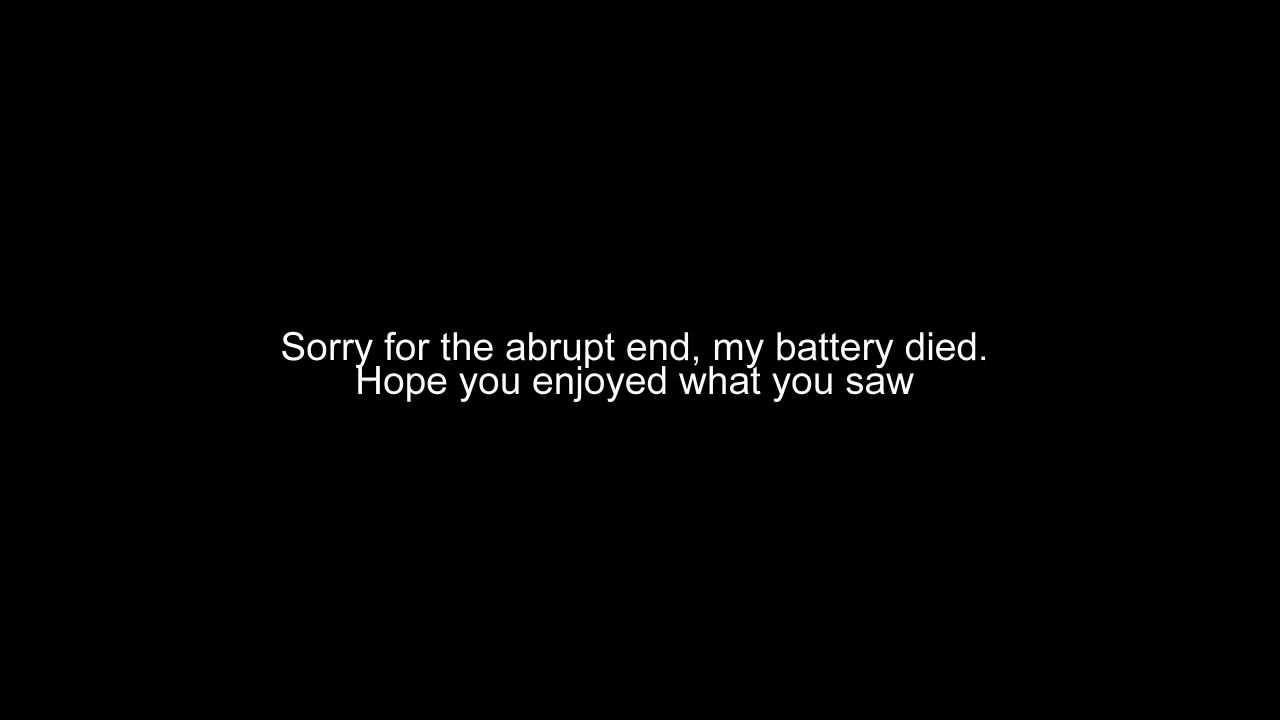 Sorry for the abrupt end, my battery died.
Hope you enjoyed what you saw